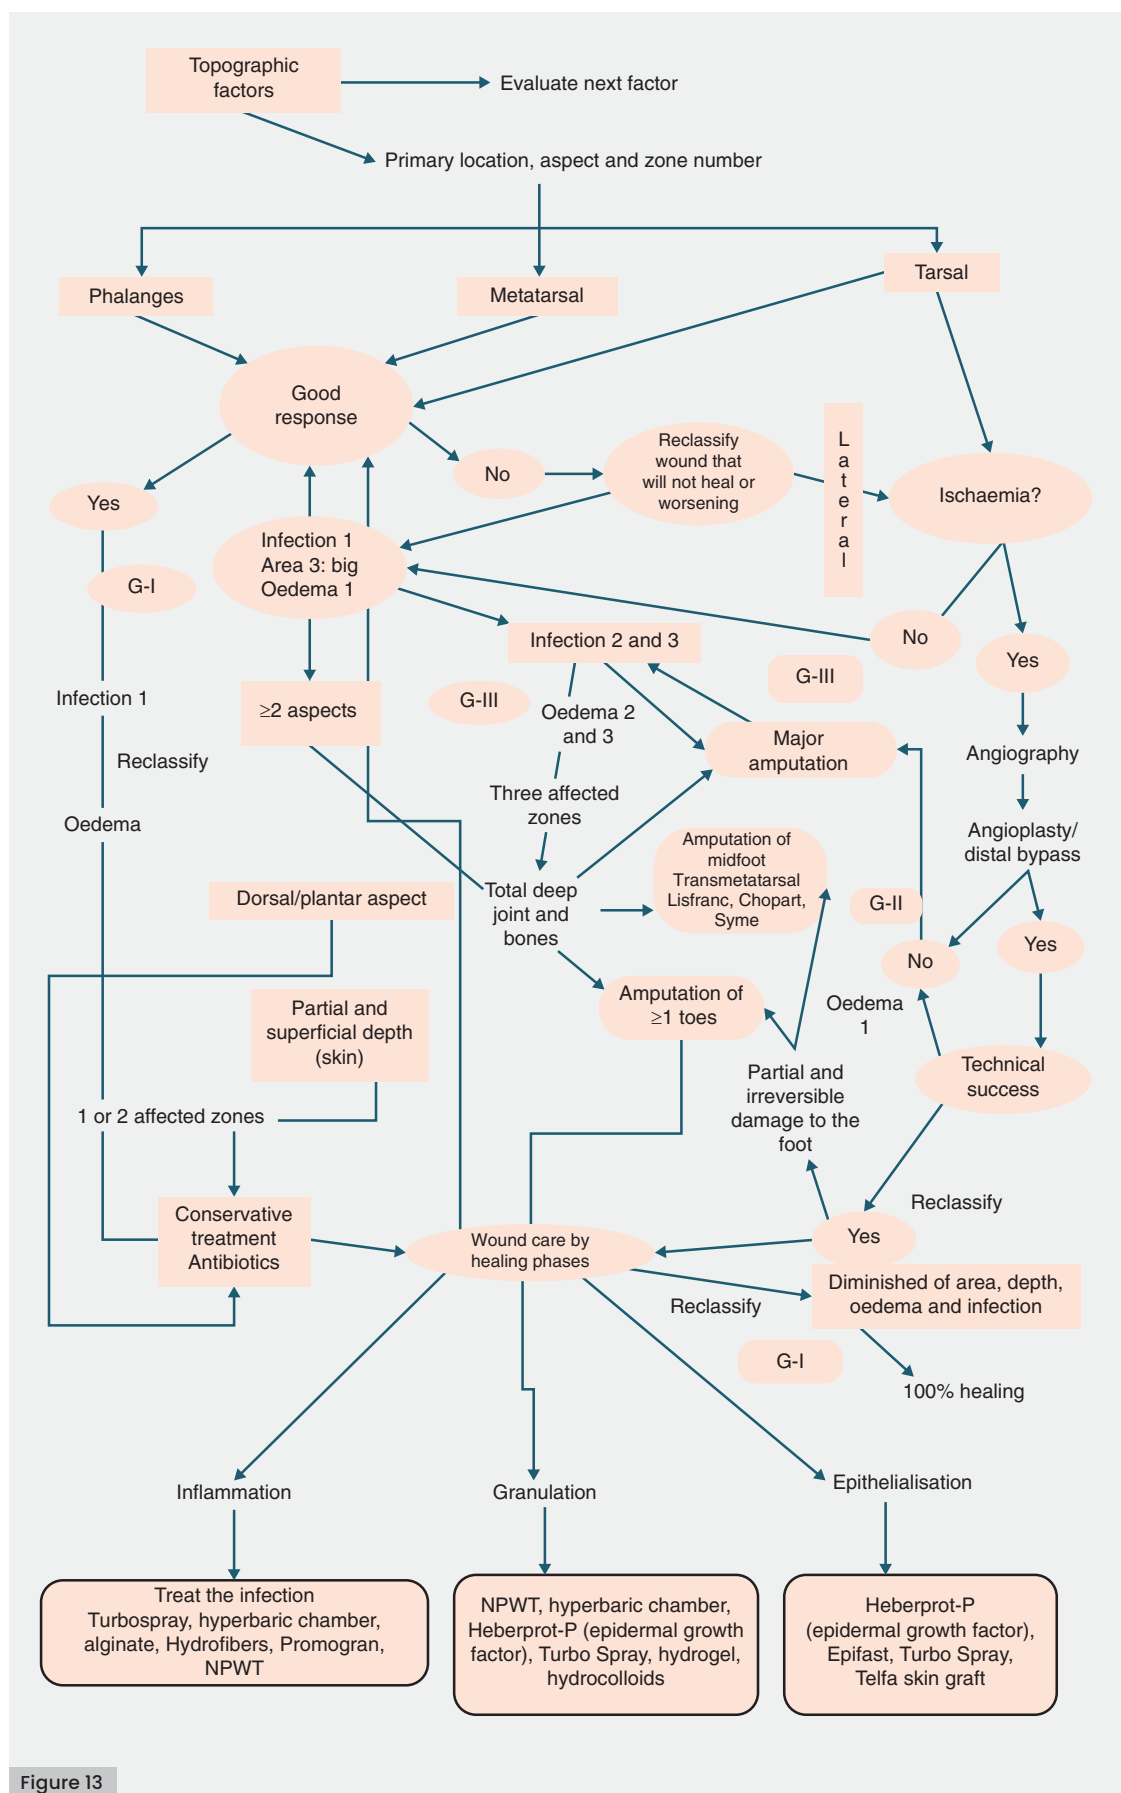 Topographic
factors
Evaluate next factor
Primary location, aspect and zone number
Phalanges
Metatarsal
Tarsal
Good
response
No
Reclassify
wound that
will not heal or
worsening
Lateral
Ischaemia?
Yes
G-I
Infection 1
Area 3: big
Oedema 1
Infection 2 and 3
No
Yes
G-III
G-III
Infection 1
≥2 aspects
Oedema 2
and 3
Major
amputation
Angiography
Reclassify
Three affected
zones
Oedema
Angioplasty/
distal bypass
Amputation of
midfoot
Transmetatarsal
Lisfranc, Chopart,
Syme
Dorsal/plantar aspect
Total deep
joint and
bones
G-II
Yes
No
Partial and
superficial depth
(skin)
Amputation of
≥1 toes
Oedema
1
Technical
success
Partial and
irreversible
damage to the
foot
1 or 2 affected zones
Reclassify
Conservative
treatment
Antibiotics
Wound care by
healing phases
Yes
Diminished of area, depth,
oedema and infection
Reclassify
G-I
100% healing
Inflammation
Granulation
Epithelialisation
Treat the infection
Turbospray, hyperbaric chamber,
alginate, Hydrofibers, Promogran,
NPWT
NPWT, hyperbaric chamber,
Heberprot-P (epidermal growth
factor), Turbo Spray, hydrogel,
hydrocolloids
Heberprot-P
(epidermal growth factor),
Epifast, Turbo Spray,
Telfa skin graft
Figure 13